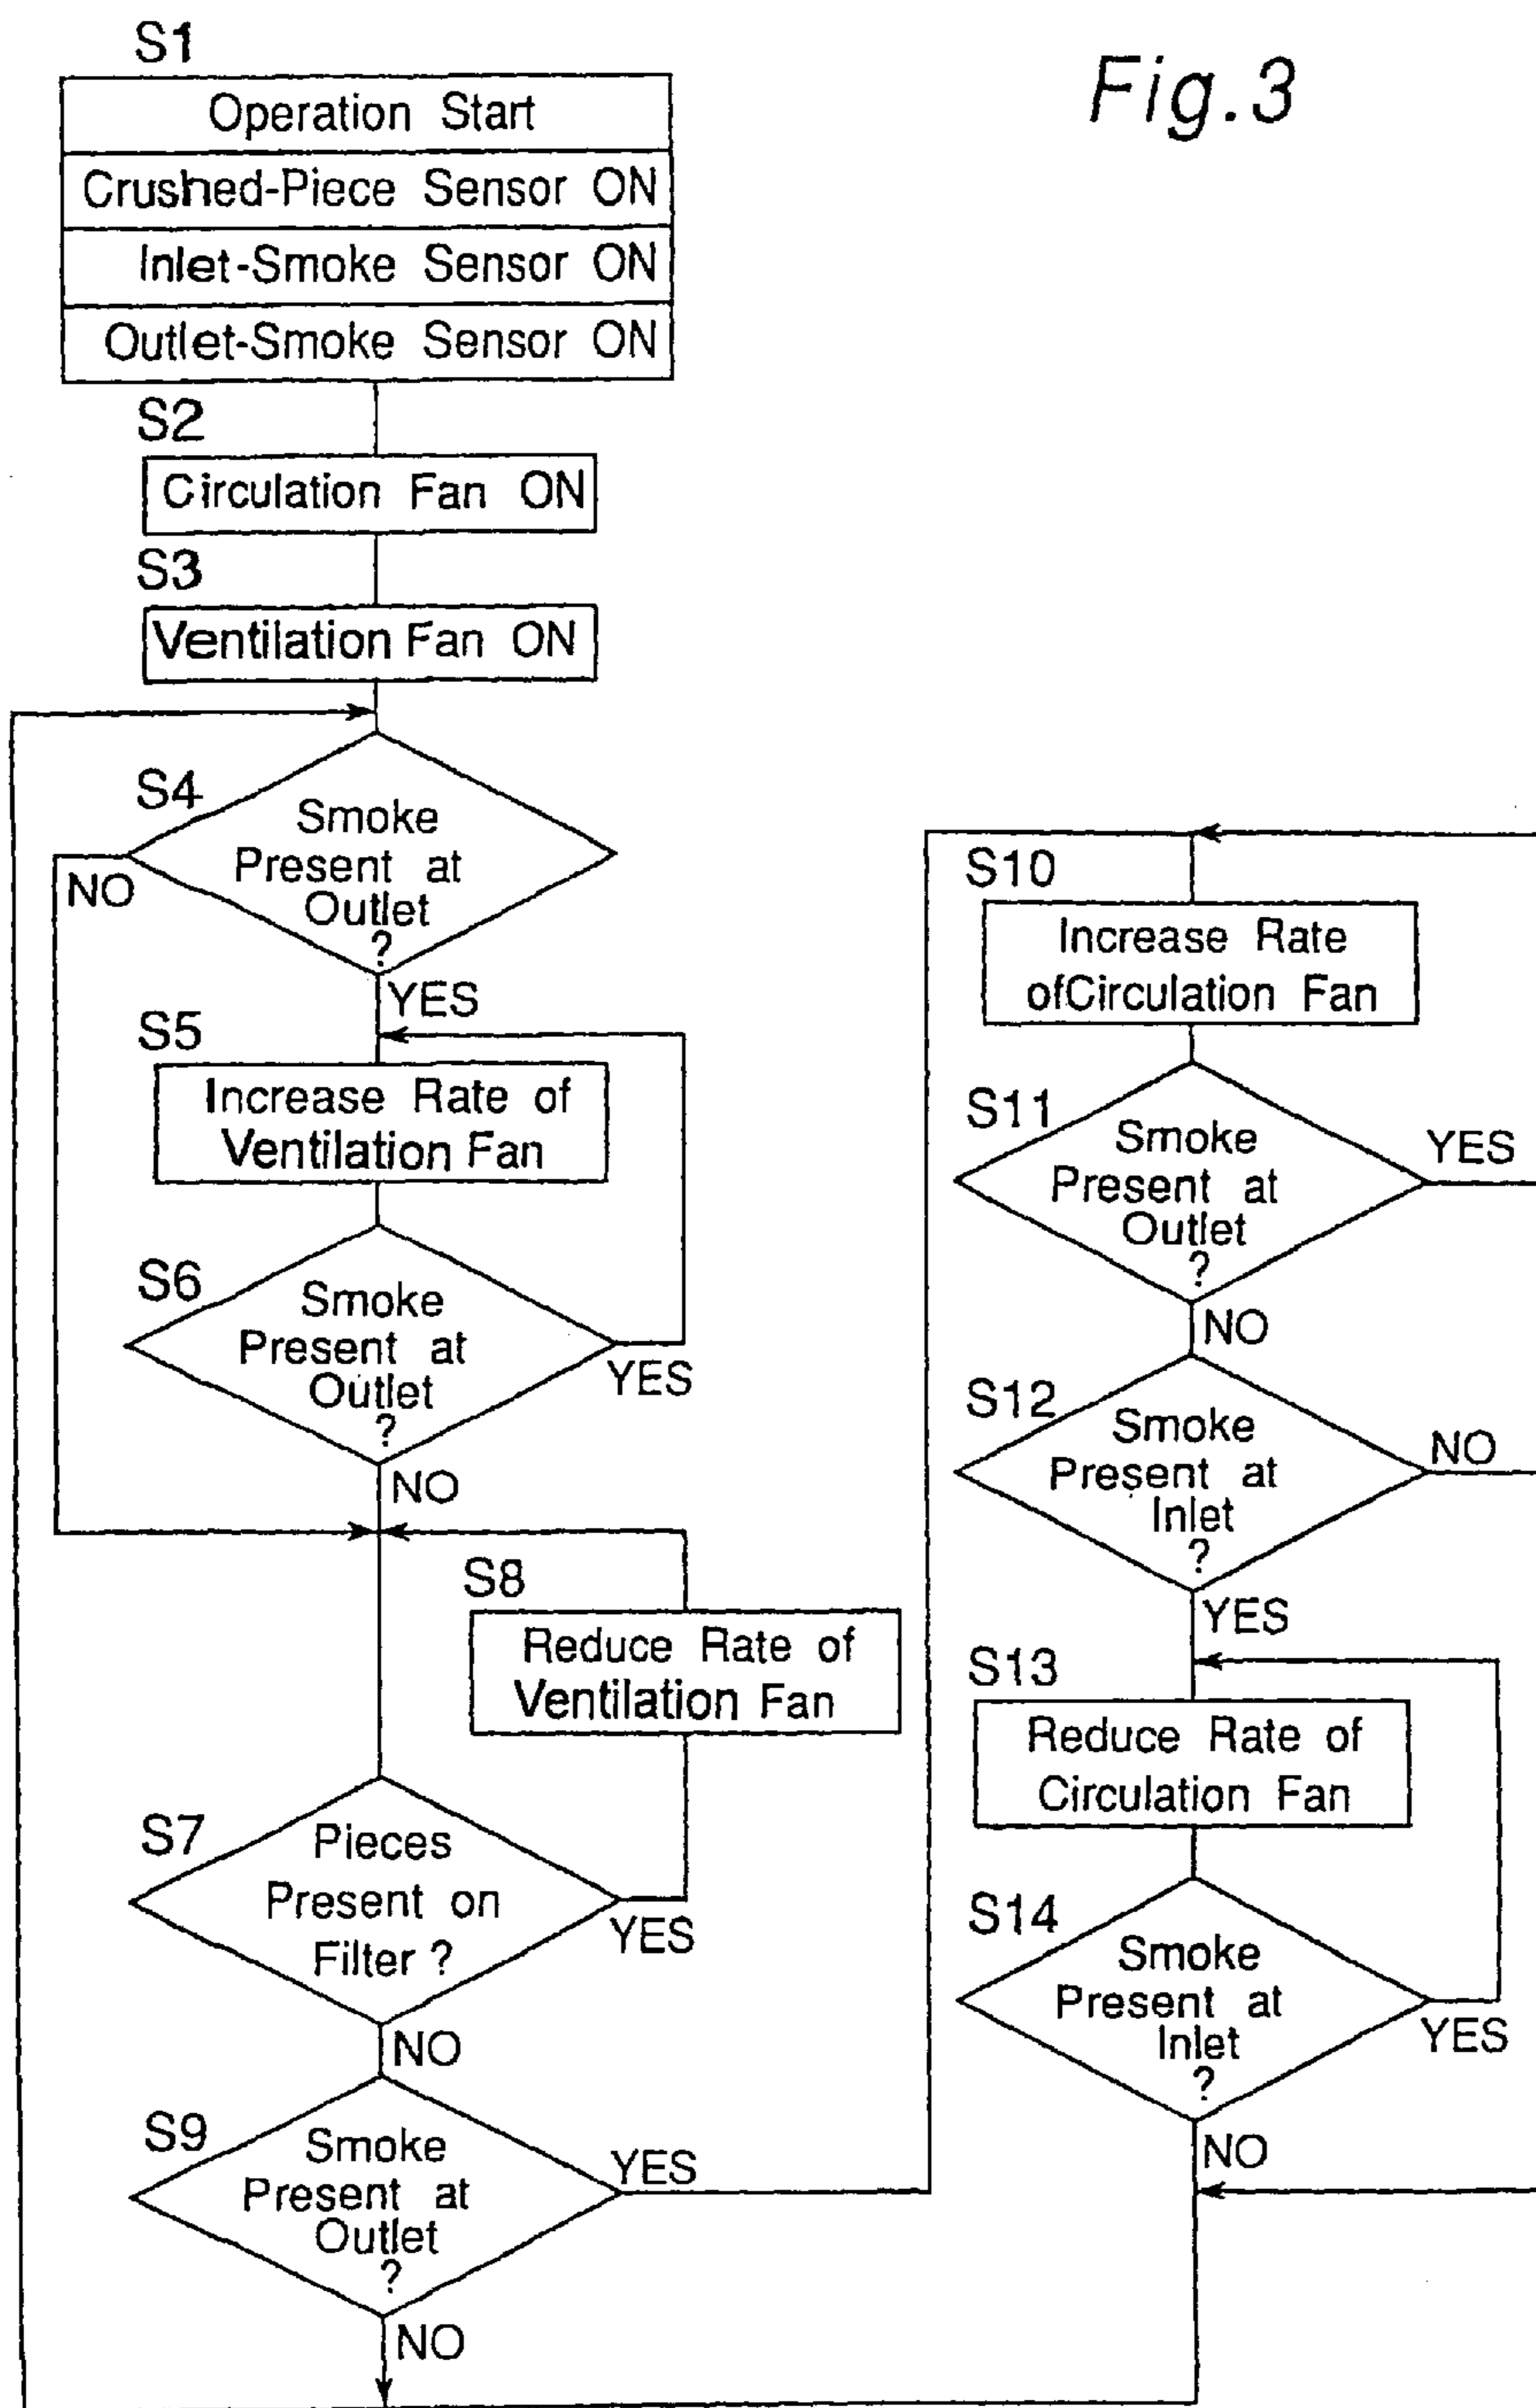 Fig.3
S1
Operation Start
Crushed-Piece Sensor ON
Inlet-Smoke Sensor ON
Outlet-Smoke Sensor ON
S2
Circulation Fan ON
S3
Ventilation Fan ON
S4
Smoke
Present at
Outlet
?
NO
YES
S5
Increase Rate of
Ventilation Fan
S6
Smoke
Present at
Outlet
?
YES
NO
S8
Reduce Rate of
Ventilation Fan
S7
Pieces
Present on
Filter ?
YES
NO
S9
Smoke
Present at
Outlet
?
YES
NO
S10
Increase Rate
ofCirculation Fan
S11
Smoke
Present at
Outlet
?
YES
NO
S12
Smoke
Present at
Inlet
?
NO
YES
S13
Reduce Rate of
Circulation Fan
S14
Smoke
Present at
Inlet
?
YES
NO